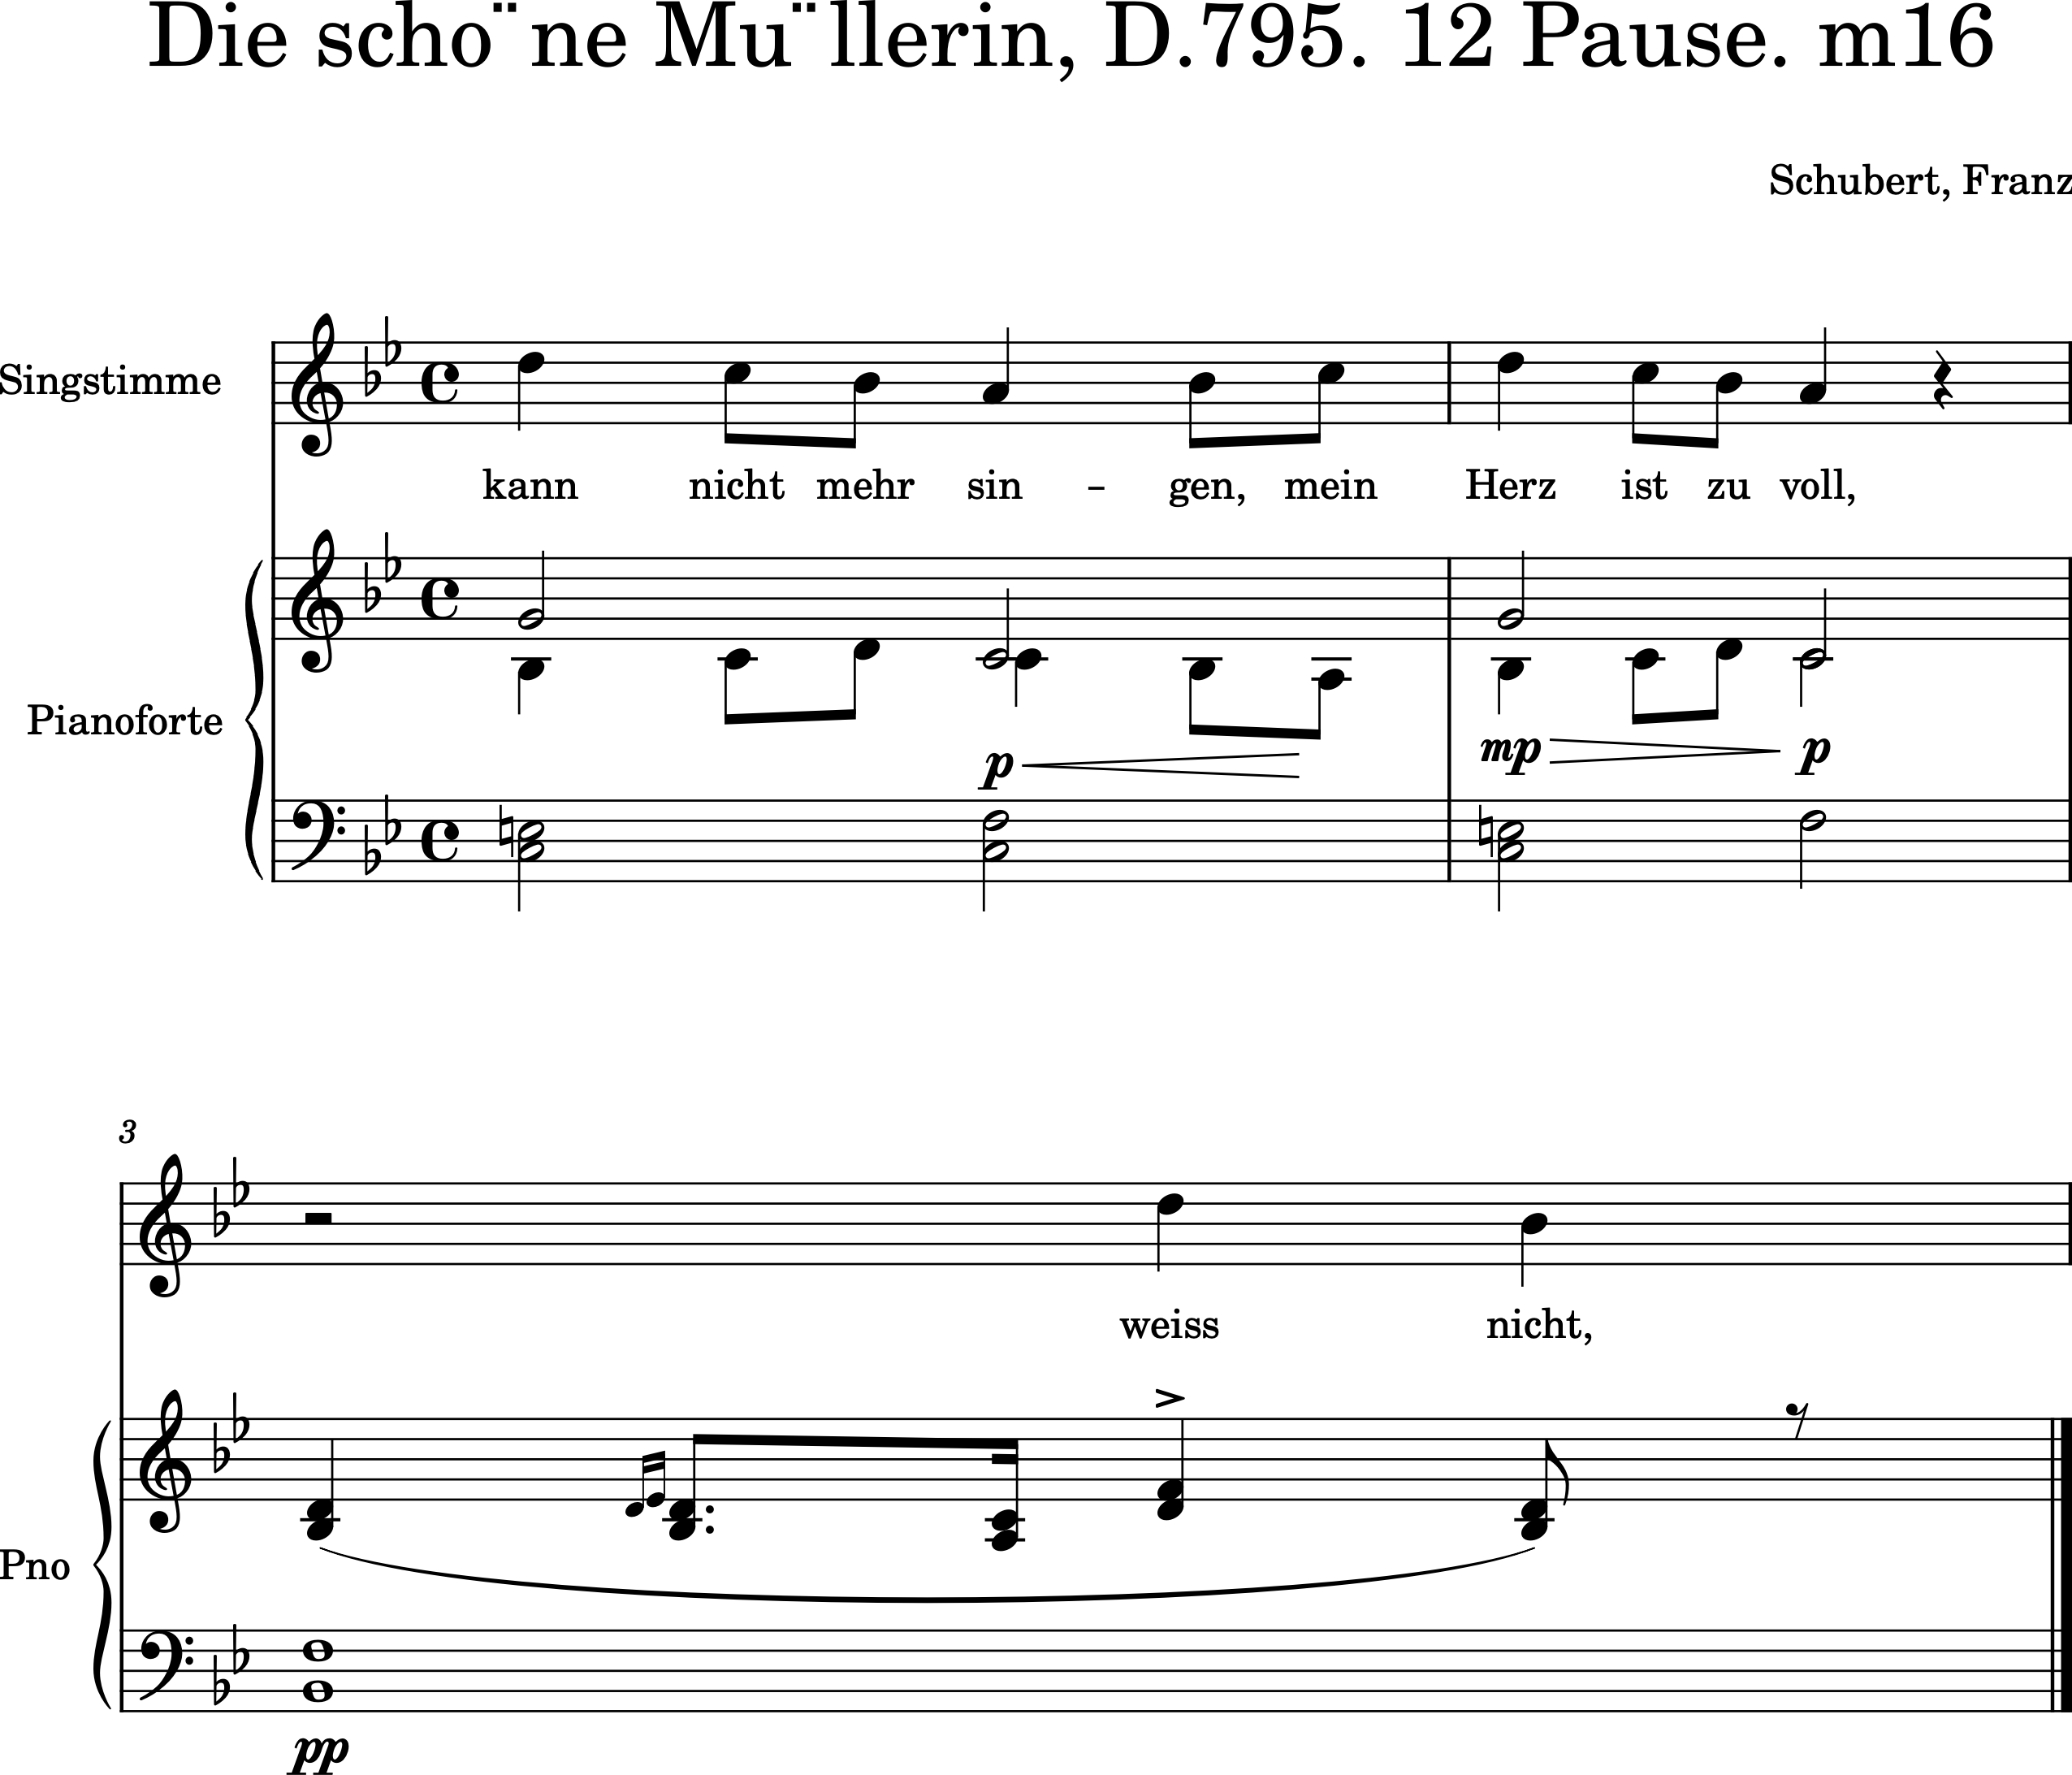 Die scho¨ne Mu¨llerin, D.795. 12 Pause. m16
Schubert, Franz
Singstimme
kann nicht mehr sin - gen, mein Herz ist zu voll,
Pianoforte
p mp p
3
weiss nicht,
Pno
pp